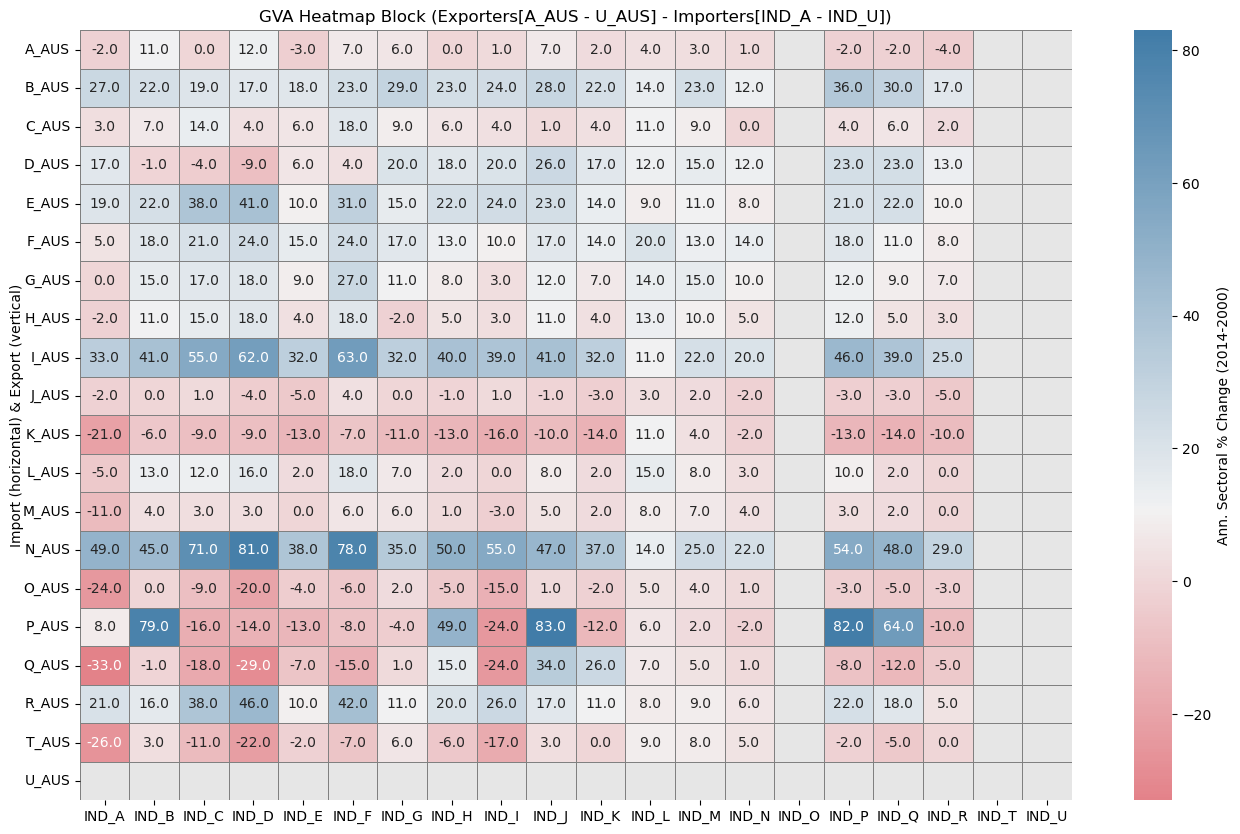 GVA Heatmap Block (Exporters[A_AUS - U_AUS] - Importers[IND_A - IND_U])
Import (horizontal) & Export (vertical)
A_AUS -2.0 11.0 0.0 12.0 -3.0 7.0 6.0 0.0 1.0 7.0 2.0 4.0 3.0 1.0 -2.0 -2.0 -4.0
B_AUS 27.0 22.0 19.0 17.0 18.0 23.0 29.0 23.0 24.0 28.0 22.0 14.0 23.0 12.0 36.0 30.0 17.0
C_AUS 3.0 7.0 14.0 4.0 6.0 18.0 9.0 6.0 4.0 1.0 4.0 11.0 9.0 0.0 4.0 6.0 2.0
D_AUS 17.0 -1.0 -4.0 -9.0 6.0 4.0 20.0 18.0 20.0 26.0 17.0 12.0 15.0 12.0 23.0 23.0 13.0
E_AUS 19.0 22.0 38.0 41.0 10.0 31.0 15.0 22.0 24.0 23.0 14.0 9.0 11.0 8.0 21.0 22.0 10.0
F_AUS 5.0 18.0 21.0 24.0 15.0 24.0 17.0 13.0 10.0 17.0 14.0 20.0 13.0 14.0 18.0 11.0 8.0
G_AUS 0.0 15.0 17.0 18.0 9.0 27.0 11.0 8.0 3.0 12.0 7.0 14.0 15.0 10.0 12.0 9.0 7.0
H_AUS -2.0 11.0 15.0 18.0 4.0 18.0 -2.0 5.0 3.0 11.0 4.0 13.0 10.0 5.0 12.0 5.0 3.0
I_AUS 33.0 41.0 55.0 62.0 32.0 63.0 32.0 40.0 39.0 41.0 32.0 11.0 22.0 20.0 46.0 39.0 25.0
J_AUS -2.0 0.0 1.0 -4.0 -5.0 4.0 0.0 -1.0 1.0 -1.0 -3.0 3.0 2.0 -2.0 -3.0 -3.0 -5.0
K_AUS -21.0 -6.0 -9.0 -9.0 -13.0 -7.0 -11.0 -13.0 -16.0 -10.0 -14.0 11.0 4.0 -2.0 -13.0 -14.0 -10.0
L_AUS -5.0 13.0 12.0 16.0 2.0 18.0 7.0 2.0 0.0 8.0 2.0 15.0 8.0 3.0 10.0 2.0 0.0
M_AUS -11.0 4.0 3.0 3.0 0.0 6.0 6.0 1.0 -3.0 5.0 2.0 8.0 7.0 4.0 3.0 2.0 0.0
N_AUS 49.0 45.0 71.0 81.0 38.0 78.0 35.0 50.0 55.0 47.0 37.0 14.0 25.0 22.0 54.0 48.0 29.0
O_AUS -24.0 0.0 -9.0 -20.0 -4.0 -6.0 2.0 -5.0 -15.0 1.0 -2.0 5.0 4.0 1.0 -3.0 -5.0 -3.0
P_AUS 8.0 79.0 -16.0 -14.0 -13.0 -8.0 -4.0 49.0 -24.0 83.0 -12.0 6.0 2.0 -2.0 82.0 64.0 -10.0
Q_AUS -33.0 -1.0 -18.0 -29.0 -7.0 -15.0 1.0 15.0 -24.0 34.0 26.0 7.0 5.0 1.0 -8.0 -12.0 -5.0
R_AUS 21.0 16.0 38.0 46.0 10.0 42.0 11.0 20.0 26.0 17.0 11.0 8.0 9.0 6.0 22.0 18.0 5.0
T_AUS -26.0 3.0 -11.0 -22.0 -2.0 -7.0 6.0 -6.0 -17.0 3.0 0.0 9.0 8.0 5.0 -2.0 -5.0 0.0
U_AUS
IND_A IND_B IND_C IND_D IND_E IND_F IND_G IND_H IND_I IND_J IND_K IND_L IND_M IND_N IND_O IND_P IND_Q IND_R IND_T IND_U
80
60
40
20
0
−20
Ann. Sectoral % Change (2014-2000)